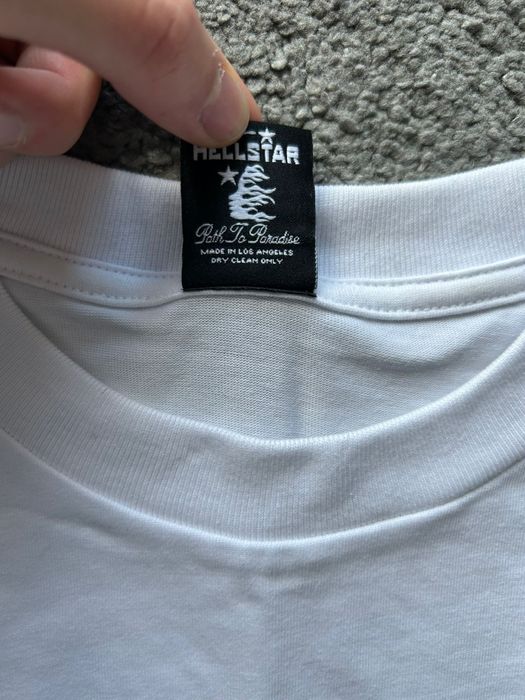 HELLSTAR
Path To Paradise
MADE IN LOS ANGELES
DRY CLEAN ONLY